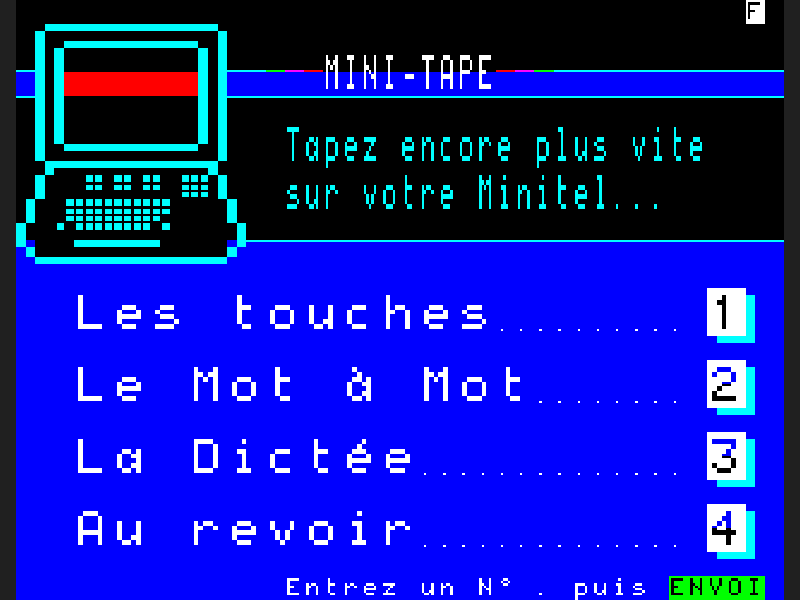 F
MINI-TAPE
Tapez encore plus vite
sur votre Minitel...
Les touches.......... 1
Le Mot à Mot........ 2
La Dictée.............. 3
Au revoir.............. 4
Entrez un N° . puis ENVOI